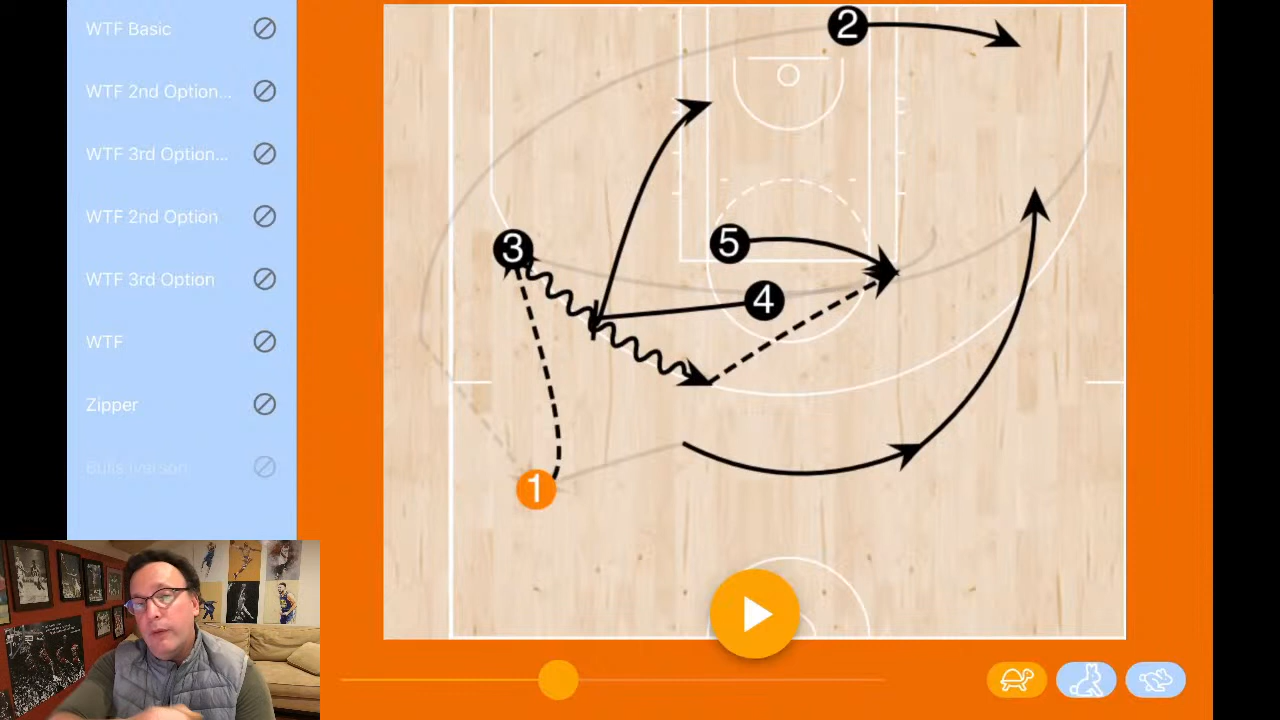 WTF Basic
WTF 2nd Option...
WTF 3rd Option...
WTF 2nd Option
WTF 3rd Option
WTF
Zipper
2
3
5
4
1